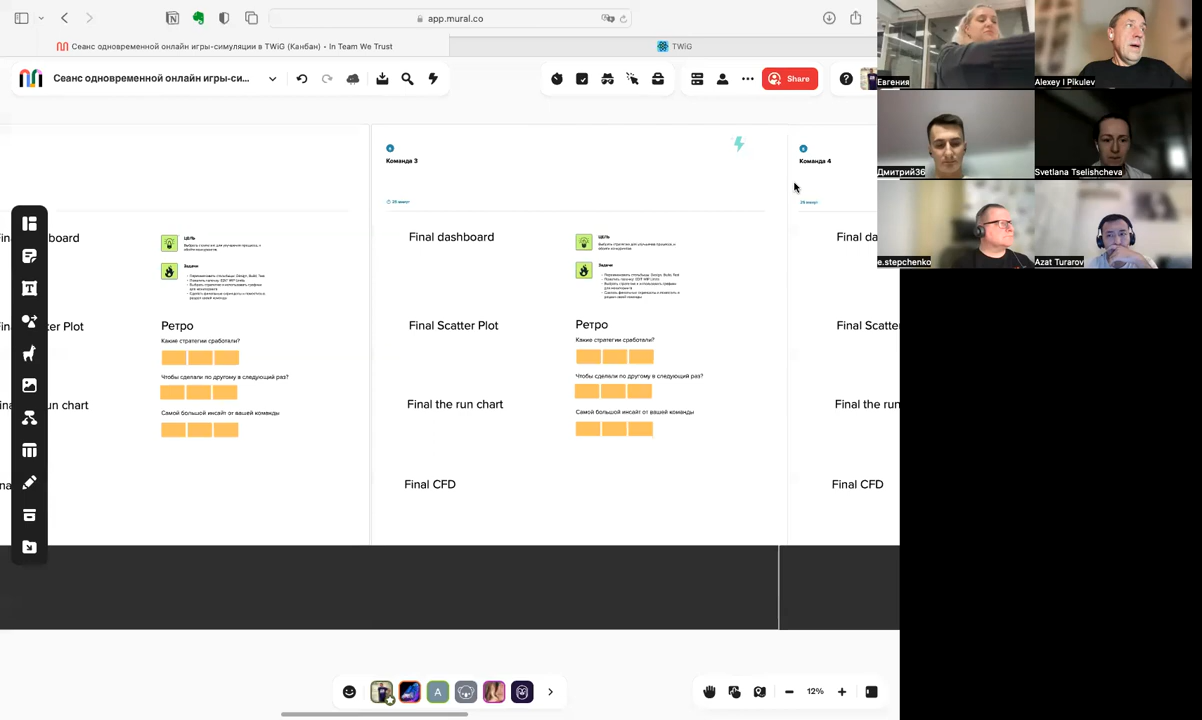 app.mural.co
Сеанс одновременной онлайн игры-симуляции в TWiG (Канбан) • In Team We Trust
TWiG
Сеанс одновременной онлайн игры-си...
Share
Евгения
Alexey I Pikulev
Дмитрий36
Svetlana Tselishcheva
e.stepchenko
Azat Turarov
Команда 3
Команда 4
Final dashboard
Final da
board
ЦЕЛЬ
ЦЕЛЬ
Задачи
Задачи
Final Scatter Plot
Final Scatte
ter Plot
Ретро
Какие стратегии сработали?
Чтобы сделали по другому в следующий раз?
Самой большой инсайт от вашей команды
Ретро
Какие стратегии сработали?
Чтобы сделали по другому в следующий раз?
Самой большой инсайт от вашей команды
Final the run chart
Final the run
un chart
Final CFD
Final CFD
A
12%